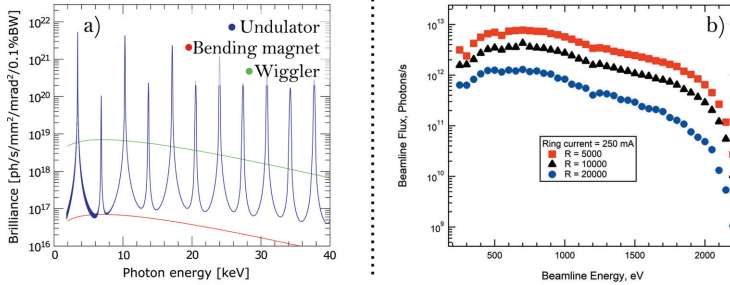 a)
Undulator
Bending magnet
Wiggler
Brilliance [ph/s/mm²/mrad²/0.1%BW]
10²²
10²¹
10²⁰
10¹⁹
10¹⁸
10¹⁷
10¹⁶
0 10 20 30 40
Photon energy [keV]
b)
Beamline Flux, Photons/s
10¹³
10¹²
10¹¹
10¹⁰
10⁹
Ring current = 250 mA
R = 5000
R = 10000
R = 20000
500 1000 1500 2000
Beamline Energy, eV